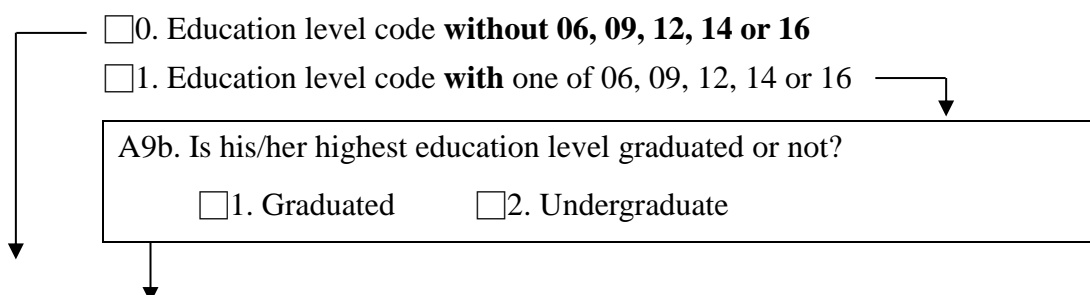 ☐0. Education level code without 06, 09, 12, 14 or 16
☐1. Education level code with one of 06, 09, 12, 14 or 16
A9b. Is his/her highest education level graduated or not?
☐1. Graduated ☐2. Undergraduate